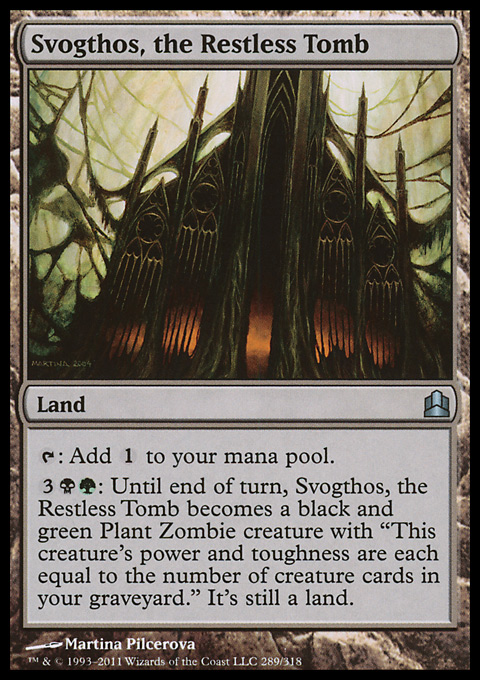 Svogthos, the Restless Tomb
MARTINA 2004
Land
: Add 1 to your mana pool.
3: Until end of turn, Svogthos, the
Restless Tomb becomes a black and
green Plant Zombie creature with “This
creature’s power and toughness are each
equal to the number of creature cards in
your graveyard.” It’s still a land.
Martina Pilcerova
™ & © 1993–2011 Wizards of the Coast LLC 289/318